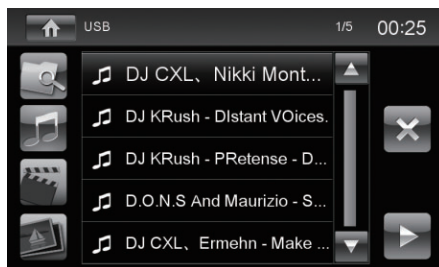 USB 1/5 00:25
DJ CXL、Nikki Mont...
DJ KRush - DIstant VOices.
DJ KRush - PRetense - D...
D.O.N.S And Maurizio - S...
DJ CXL、Ermehn - Make ...